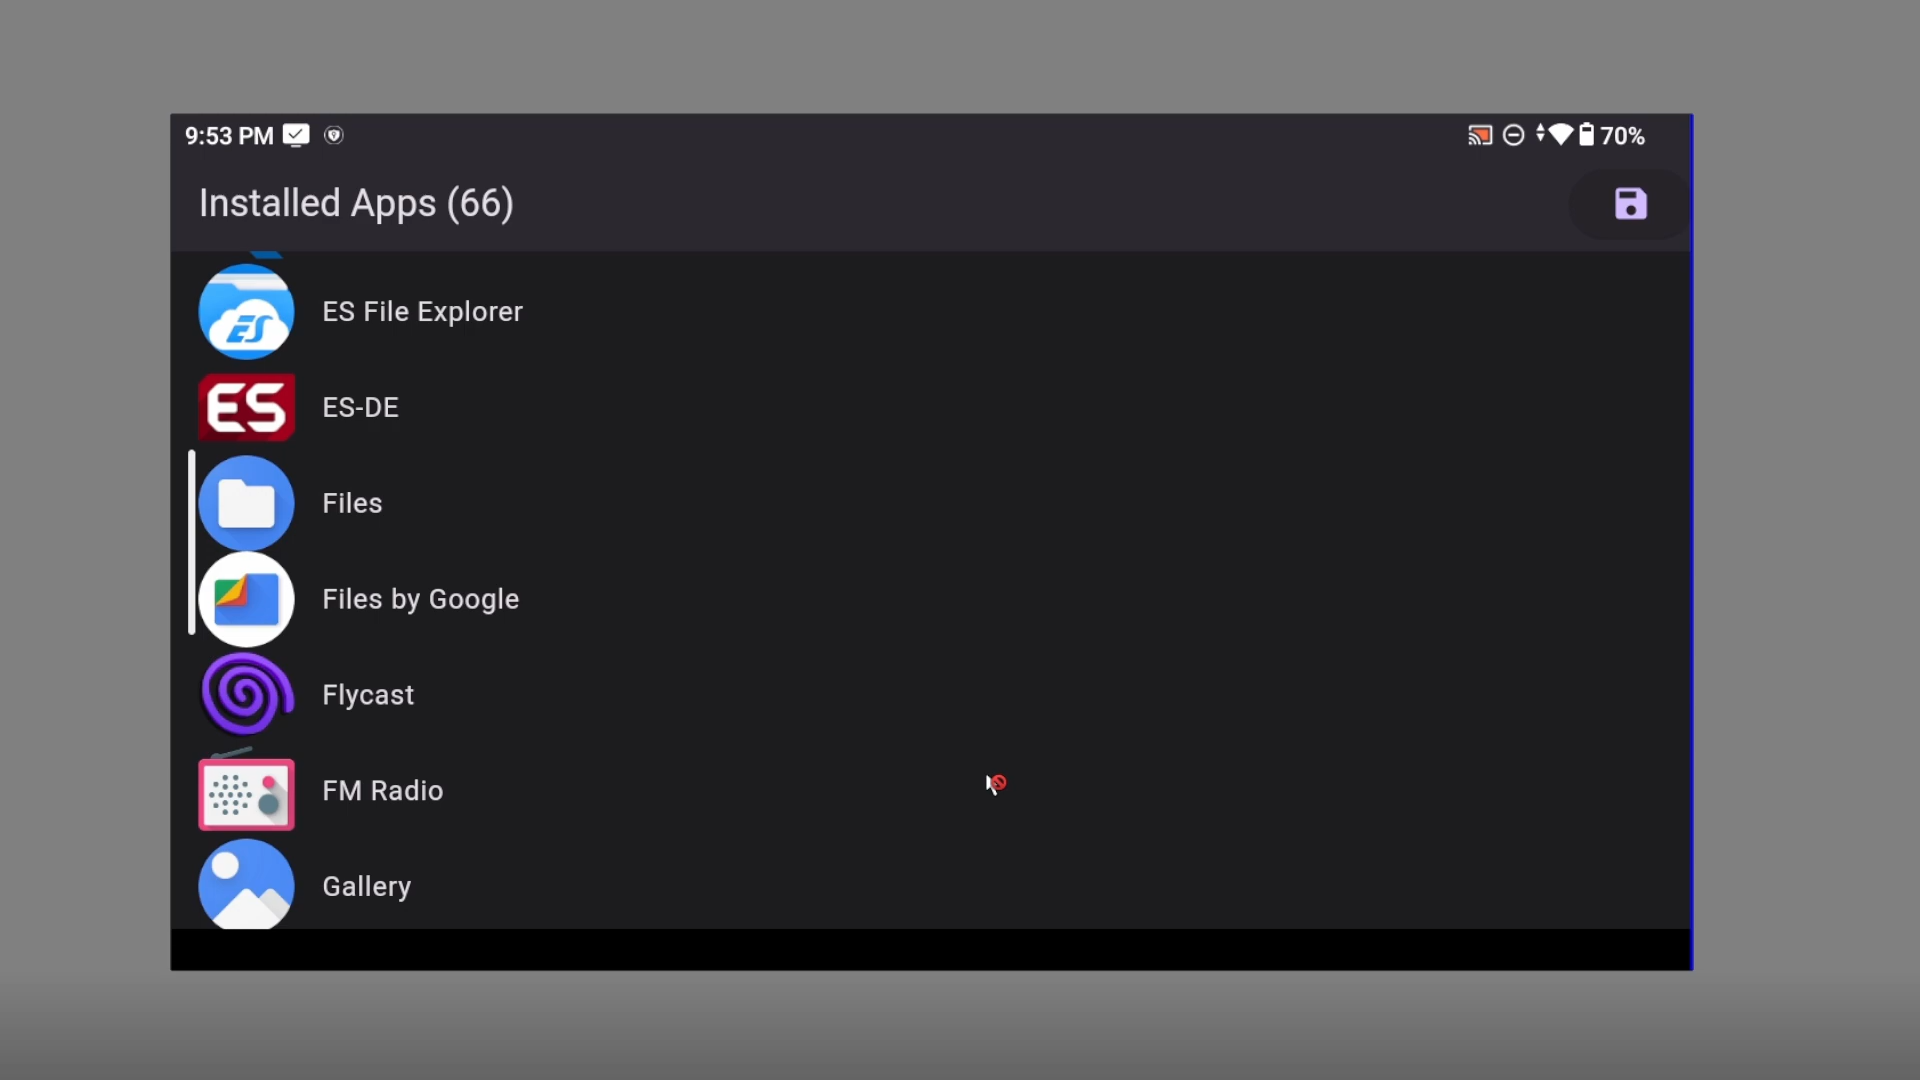 9:53 PM 70%
Installed Apps (66)
ES File Explorer
ES-DE
Files
Files by Google
Flycast
FM Radio
Gallery